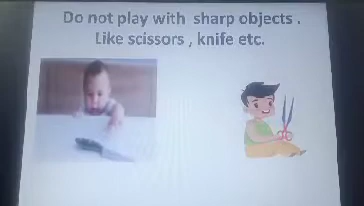 Do not play with sharp objects .
Like scissors , knife etc.